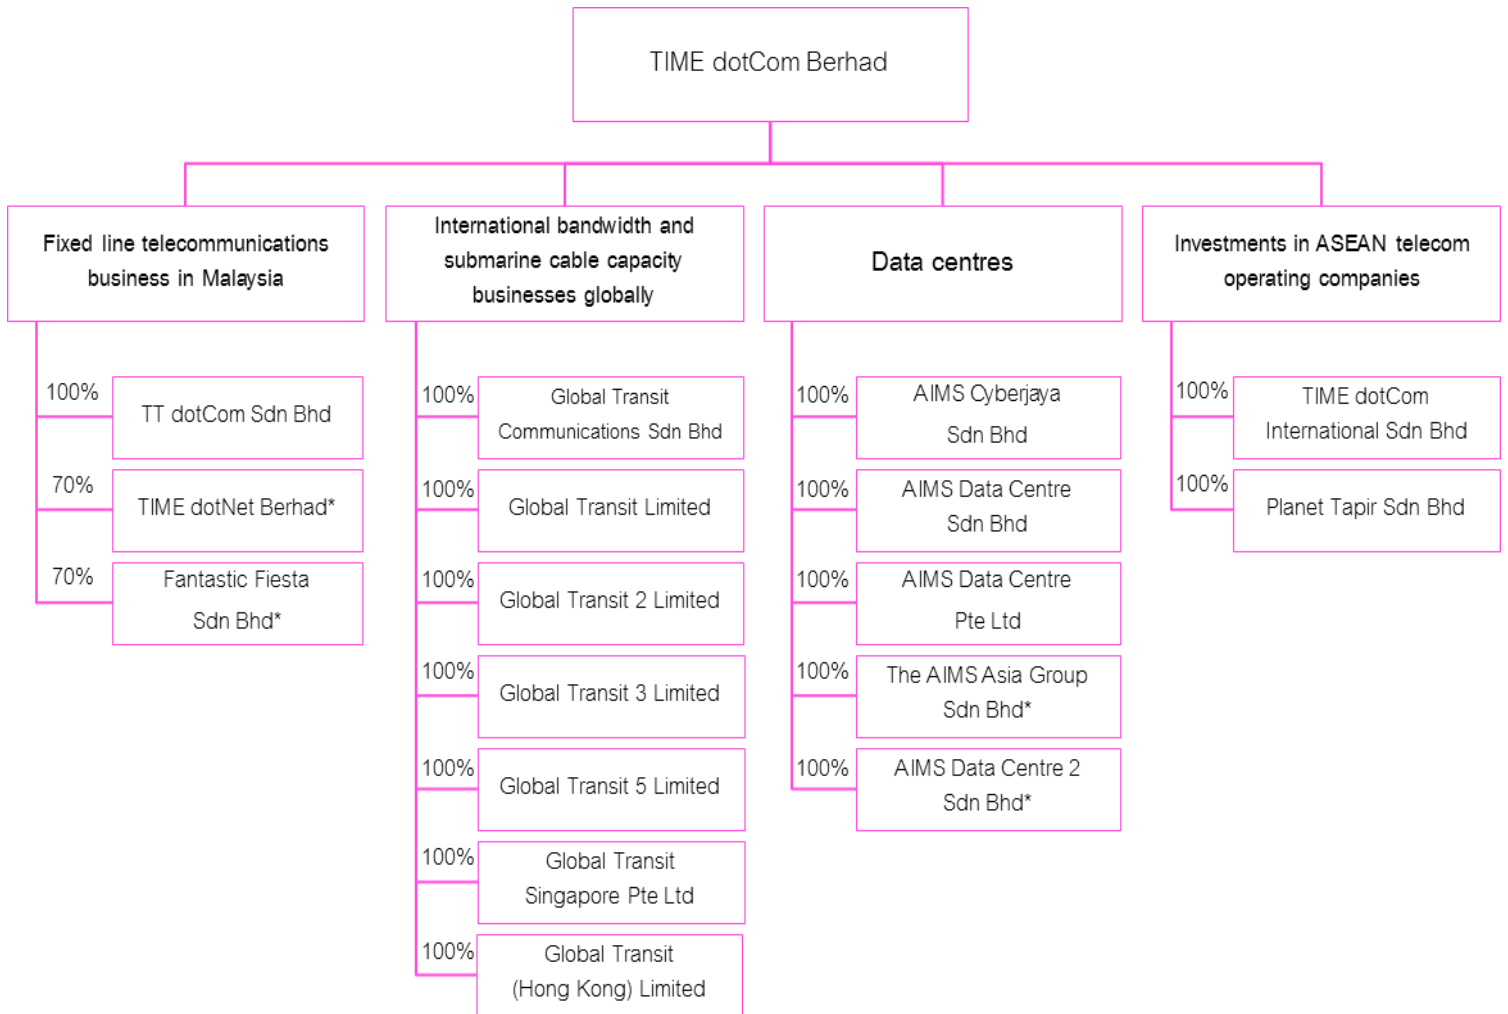 TIME dotCom Berhad
Fixed line telecommunications
business in Malaysia
100%
TT dotCom Sdn Bhd
70%
TIME dotNet Berhad*
70%
Fantastic Fiesta
Sdn Bhd*
International bandwidth and
submarine cable capacity
businesses globally
100%
Global Transit
Communications Sdn Bhd
100%
Global Transit Limited
100%
Global Transit 2 Limited
100%
Global Transit 3 Limited
100%
Global Transit 5 Limited
100%
Global Transit
Singapore Pte Ltd
100%
Global Transit
(Hong Kong) Limited
Data centres
100%
AIMS Cyberjaya
Sdn Bhd
100%
AIMS Data Centre
Sdn Bhd
100%
AIMS Data Centre
Pte Ltd
100%
The AIMS Asia Group
Sdn Bhd*
100%
AIMS Data Centre 2
Sdn Bhd*
Investments in ASEAN telecom
operating companies
100%
TIME dotCom
International Sdn Bhd
100%
Planet Tapir Sdn Bhd